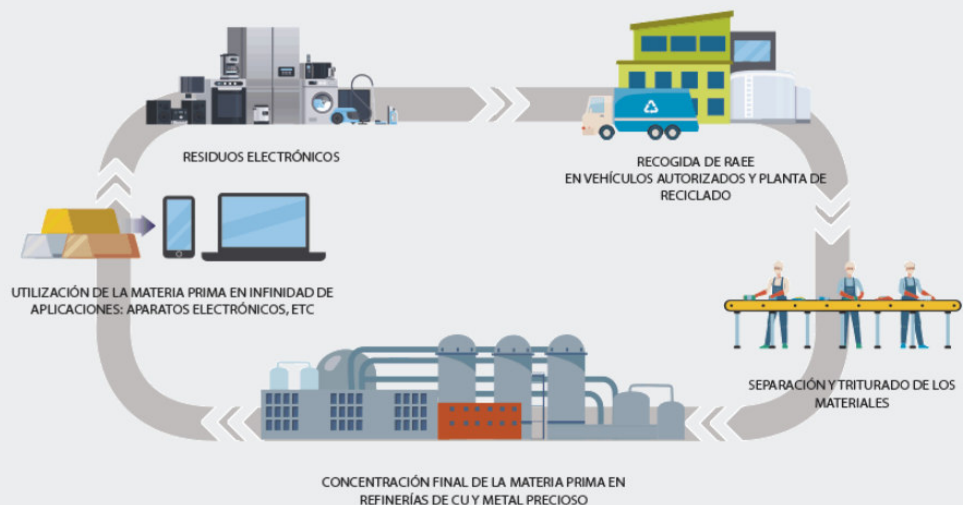 RESIDUOS ELECTRÓNICOS
RECOGIDA DE RAEE
EN VEHÍCULOS AUTORIZADOS Y PLANTA DE
RECICLADO
SEPARACIÓN Y TRITURADO DE LOS
MATERIALES
CONCENTRACIÓN FINAL DE LA MATERIA PRIMA EN
REFINERÍAS DE CU Y METAL PRECIOSO
UTILIZACIÓN DE LA MATERIA PRIMA EN INFINIDAD DE
APLICACIONES: APARATOS ELECTRÓNICOS, ETC